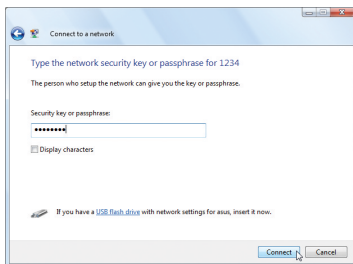 Connect to a network
Type the network security key or passphrase for 1234
The person who setup the network can give you the key or passphrase.
Security key or passphrase:
••••••••
Display characters
If you have a USB flash drive with network settings for asus, insert it now.
Connect Cancel